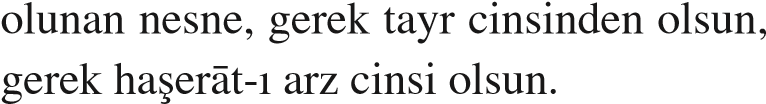 olunan nesne, gerek tayr cinsinden olsun,
gerek haşerāt-ı arz cinsi olsun.